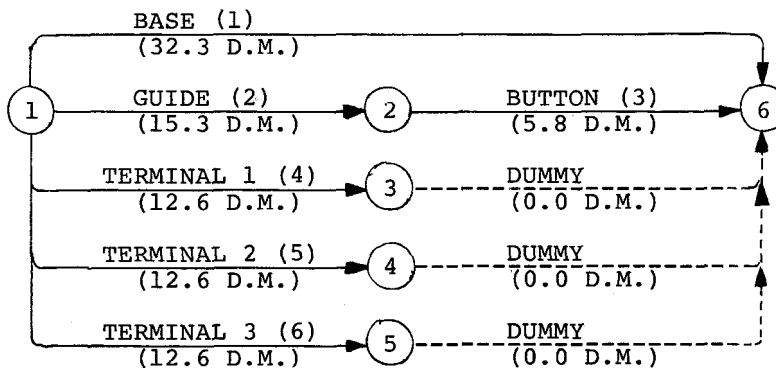 BASE (1)
(32.3 D.M.)
1 GUIDE (2) 2 BUTTON (3) 6
(15.3 D.M.) (5.8 D.M.)
TERMINAL 1 (4) 3 DUMMY
(12.6 D.M.) (0.0 D.M.)
TERMINAL 2 (5) 4 DUMMY
(12.6 D.M.) (0.0 D.M.)
TERMINAL 3 (6) 5 DUMMY
(12.6 D.M.) (0.0 D.M.)